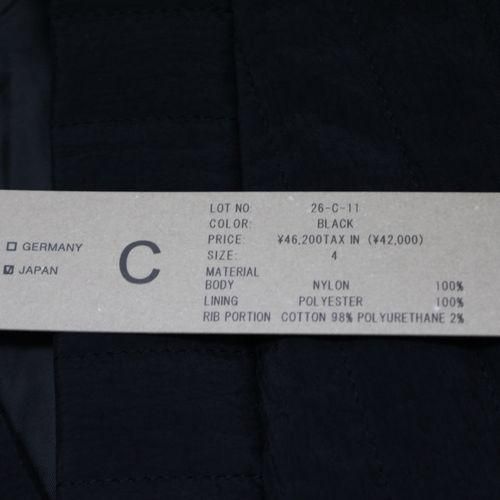 GERMANY
JAPAN
C
LOT NO: 26-C-11
COLOR: BLACK
PRICE: ¥46,200TAX IN (¥42,000)
SIZE: 4
MATERIAL
BODY NYLON 100%
LINING POLYESTER 100%
RIB PORTION COTTON 98% POLYURETHANE 2%